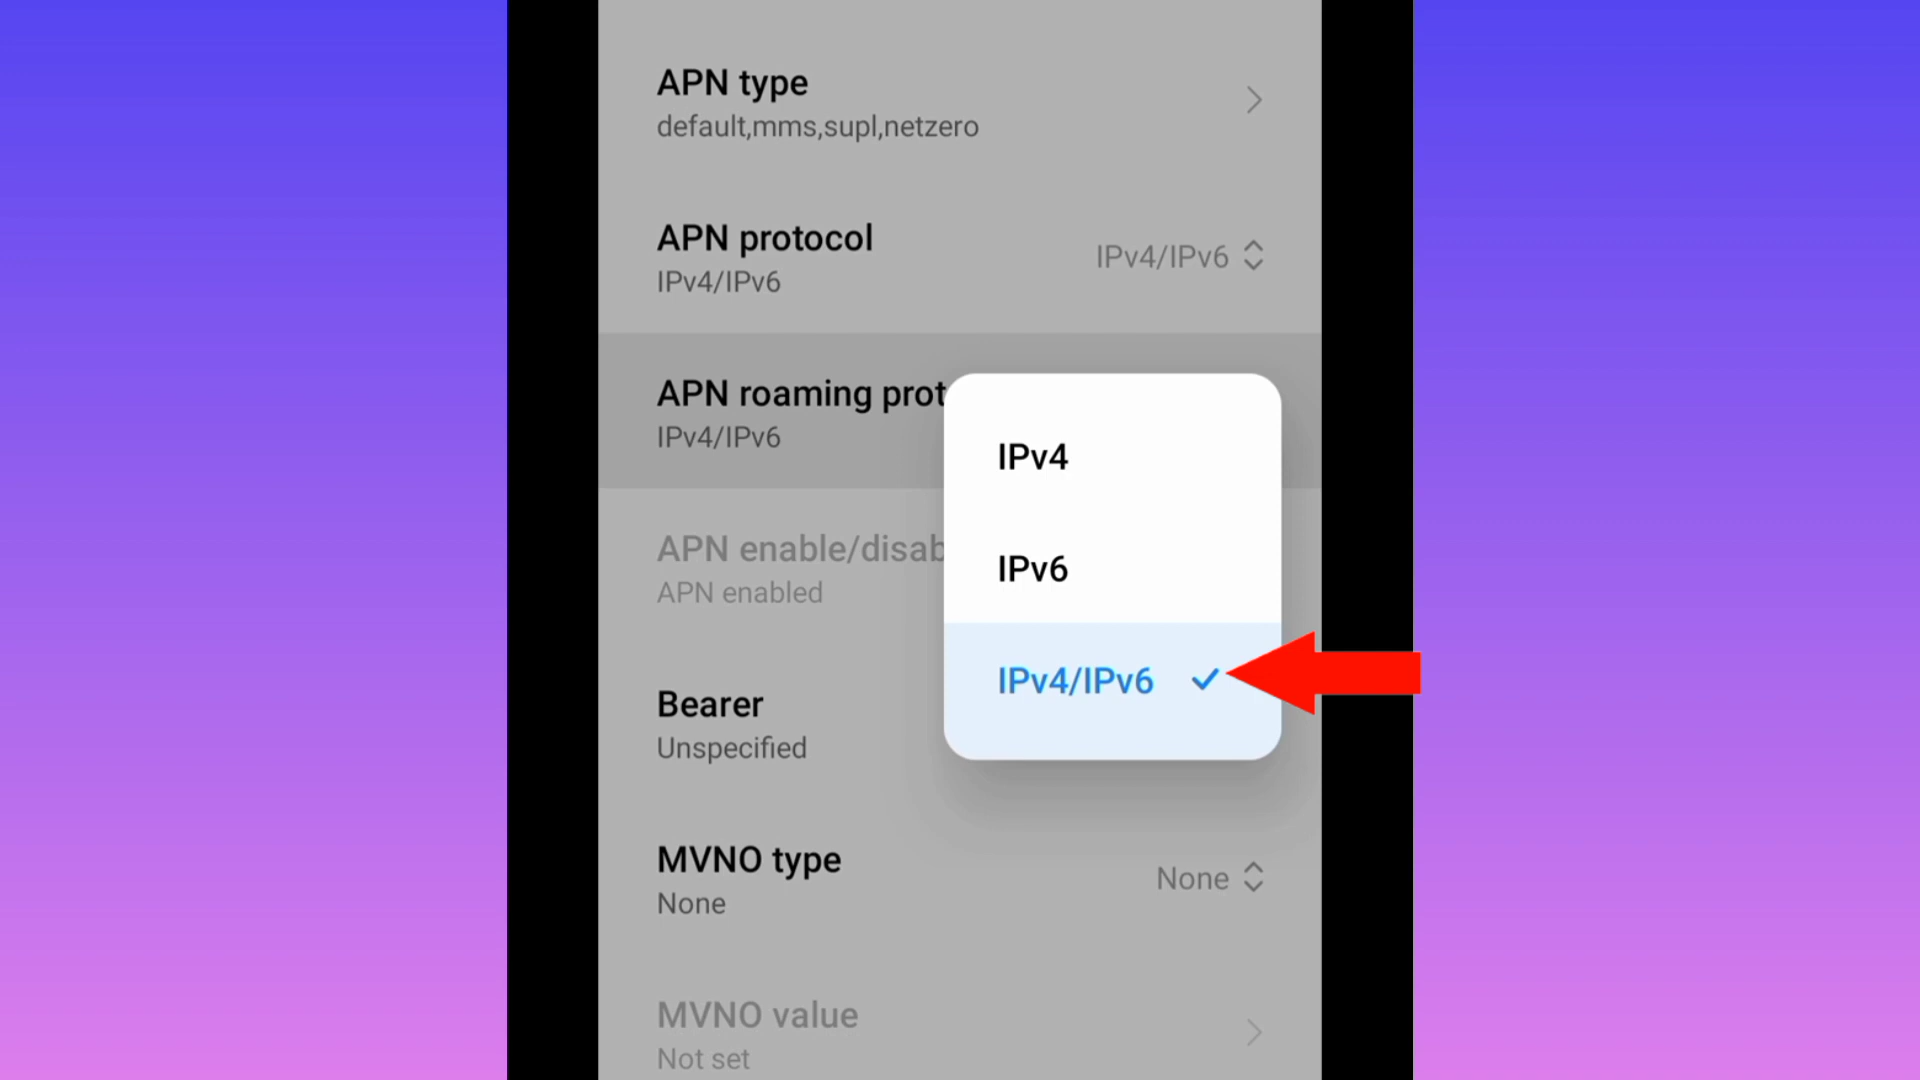 APN type
default,mms,supl,netzero
APN protocol
IPv4/IPv6
IPv4/IPv6
APN roaming prot
IPv4/IPv6
IPv4
IPv6
IPv4/IPv6
APN enable/disab
APN enabled
Bearer
Unspecified
MVNO type
None
None
MVNO value
Not set